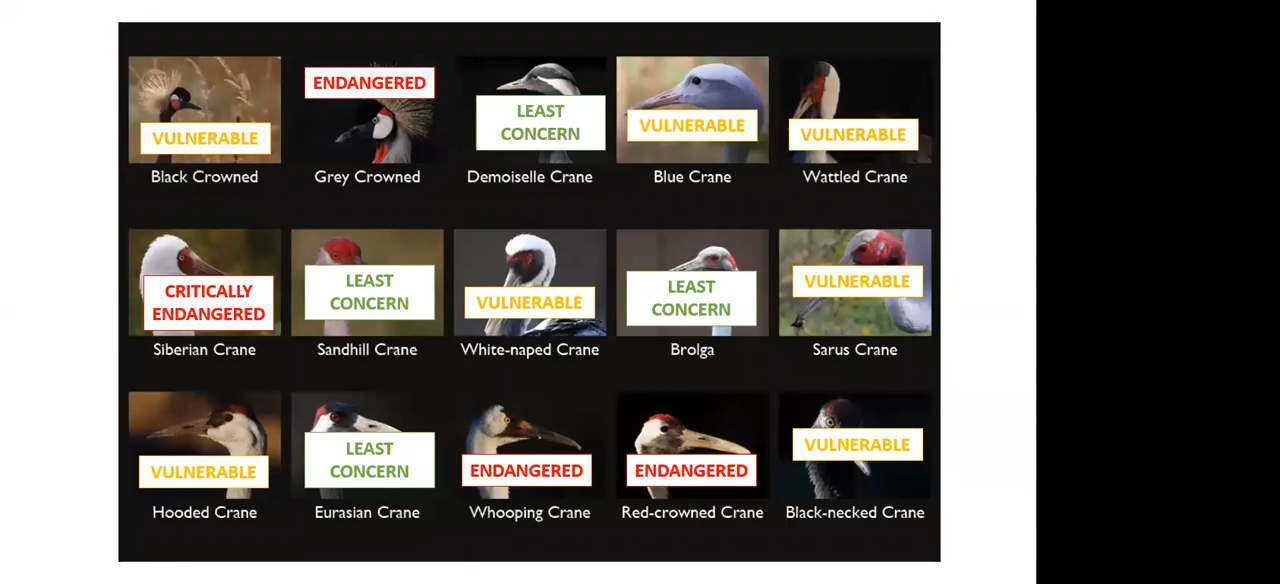 VULNERABLE
ENDANGERED
LEAST
CONCERN
VULNERABLE
VULNERABLE
Black Crowned
Grey Crowned
Demoiselle Crane
Blue Crane
Wattled Crane
CRITICALLY
ENDANGERED
LEAST
CONCERN
VULNERABLE
LEAST
CONCERN
VULNERABLE
Siberian Crane
Sandhill Crane
White-naped Crane
Brolga
Sarus Crane
VULNERABLE
LEAST
CONCERN
ENDANGERED
ENDANGERED
VULNERABLE
Hooded Crane
Eurasian Crane
Whooping Crane
Red-crowned Crane
Black-necked Crane